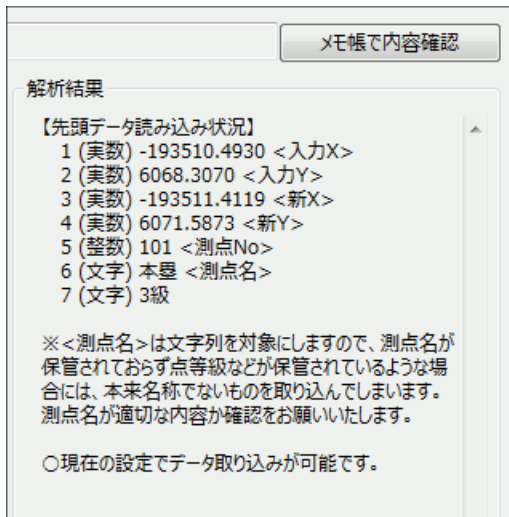 メモ帳で内容確認
解析結果
【先頭データ読み込み状況】
1 (実数) -193510.4930 <入力X>
2 (実数) 6068.3070 <入力Y>
3 (実数) -193511.4119 <新X>
4 (実数) 6071.5873 <新Y>
5 (整数) 101 <測点No>
6 (文字) 本塁 <測点名>
7 (文字) 3級
※<測点名>は文字列を対象にしますので、測点名が
保管されておらず点等級などが保管されているような場
合には、本来名称でないものを取り込んでしまいます。
測点名が適切な内容か確認をお願いいたします。
○現在の設定でデータ取り込みが可能です。